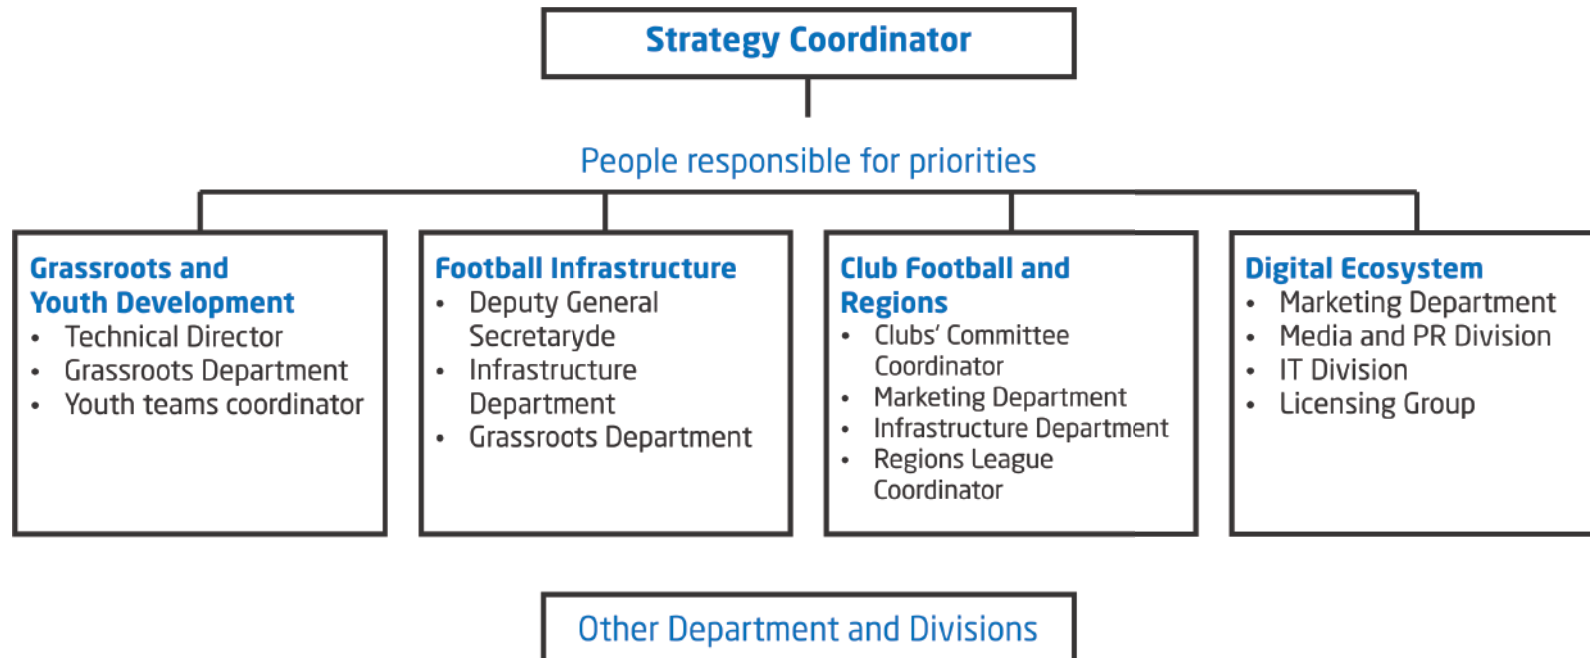 Strategy Coordinator
People responsible for priorities
Grassroots and
Youth Development
• Technical Director
• Grassroots Department
• Youth teams coordinator
Football Infrastructure
• Deputy General
Secretaryde
• Infrastructure
Department
• Grassroots Department
Club Football and
Regions
• Clubs' Committee
Coordinator
• Marketing Department
• Infrastructure Department
• Regions League
Coordinator
Digital Ecosystem
• Marketing Department
• Media and PR Division
• IT Division
• Licensing Group
Other Department and Divisions